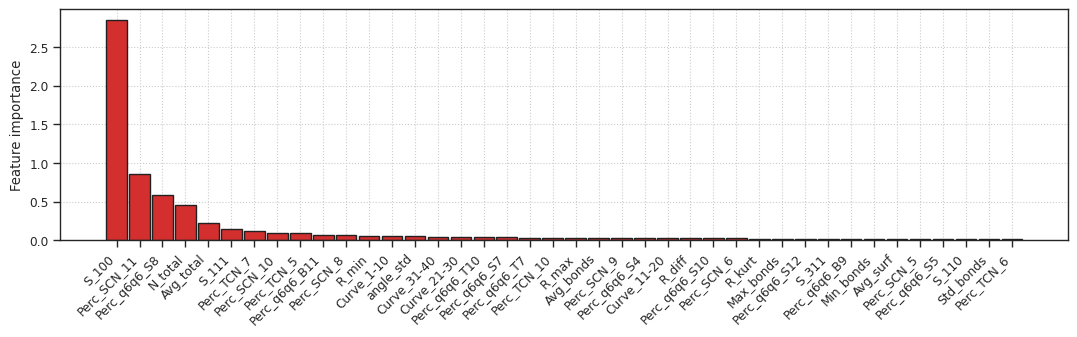 Feature importance
2.5
2.0
1.5
1.0
0.5
0.0
S_100
Perc_SCN_11
Perc_q6q6_S8
N_total
Avg_total
S_111
Perc_TCN_7
Perc_SCN_10
Perc_TCN_5
Perc_q6q6_B11
Perc_SCN_8
R_min
Curve_1-10
angle_std
Curve_31-40
Curve_21-30
Perc_q6q6_T10
Perc_q6q6_S7
Perc_q6q6_T7
Perc_TCN_10
R_max
Avg_bonds
Perc_SCN_9
Perc_q6q6_S4
Curve_11-20
R_diff
Perc_q6q6_S10
Perc_SCN_6
R_kurt
Max_bonds
Perc_q6q6_S12
S_311
Perc_q6q6_B9
Min_bonds
Avg_surf
Perc_SCN_5
Perc_q6q6_S5
S_110
Std_bonds
Perc_TCN_6